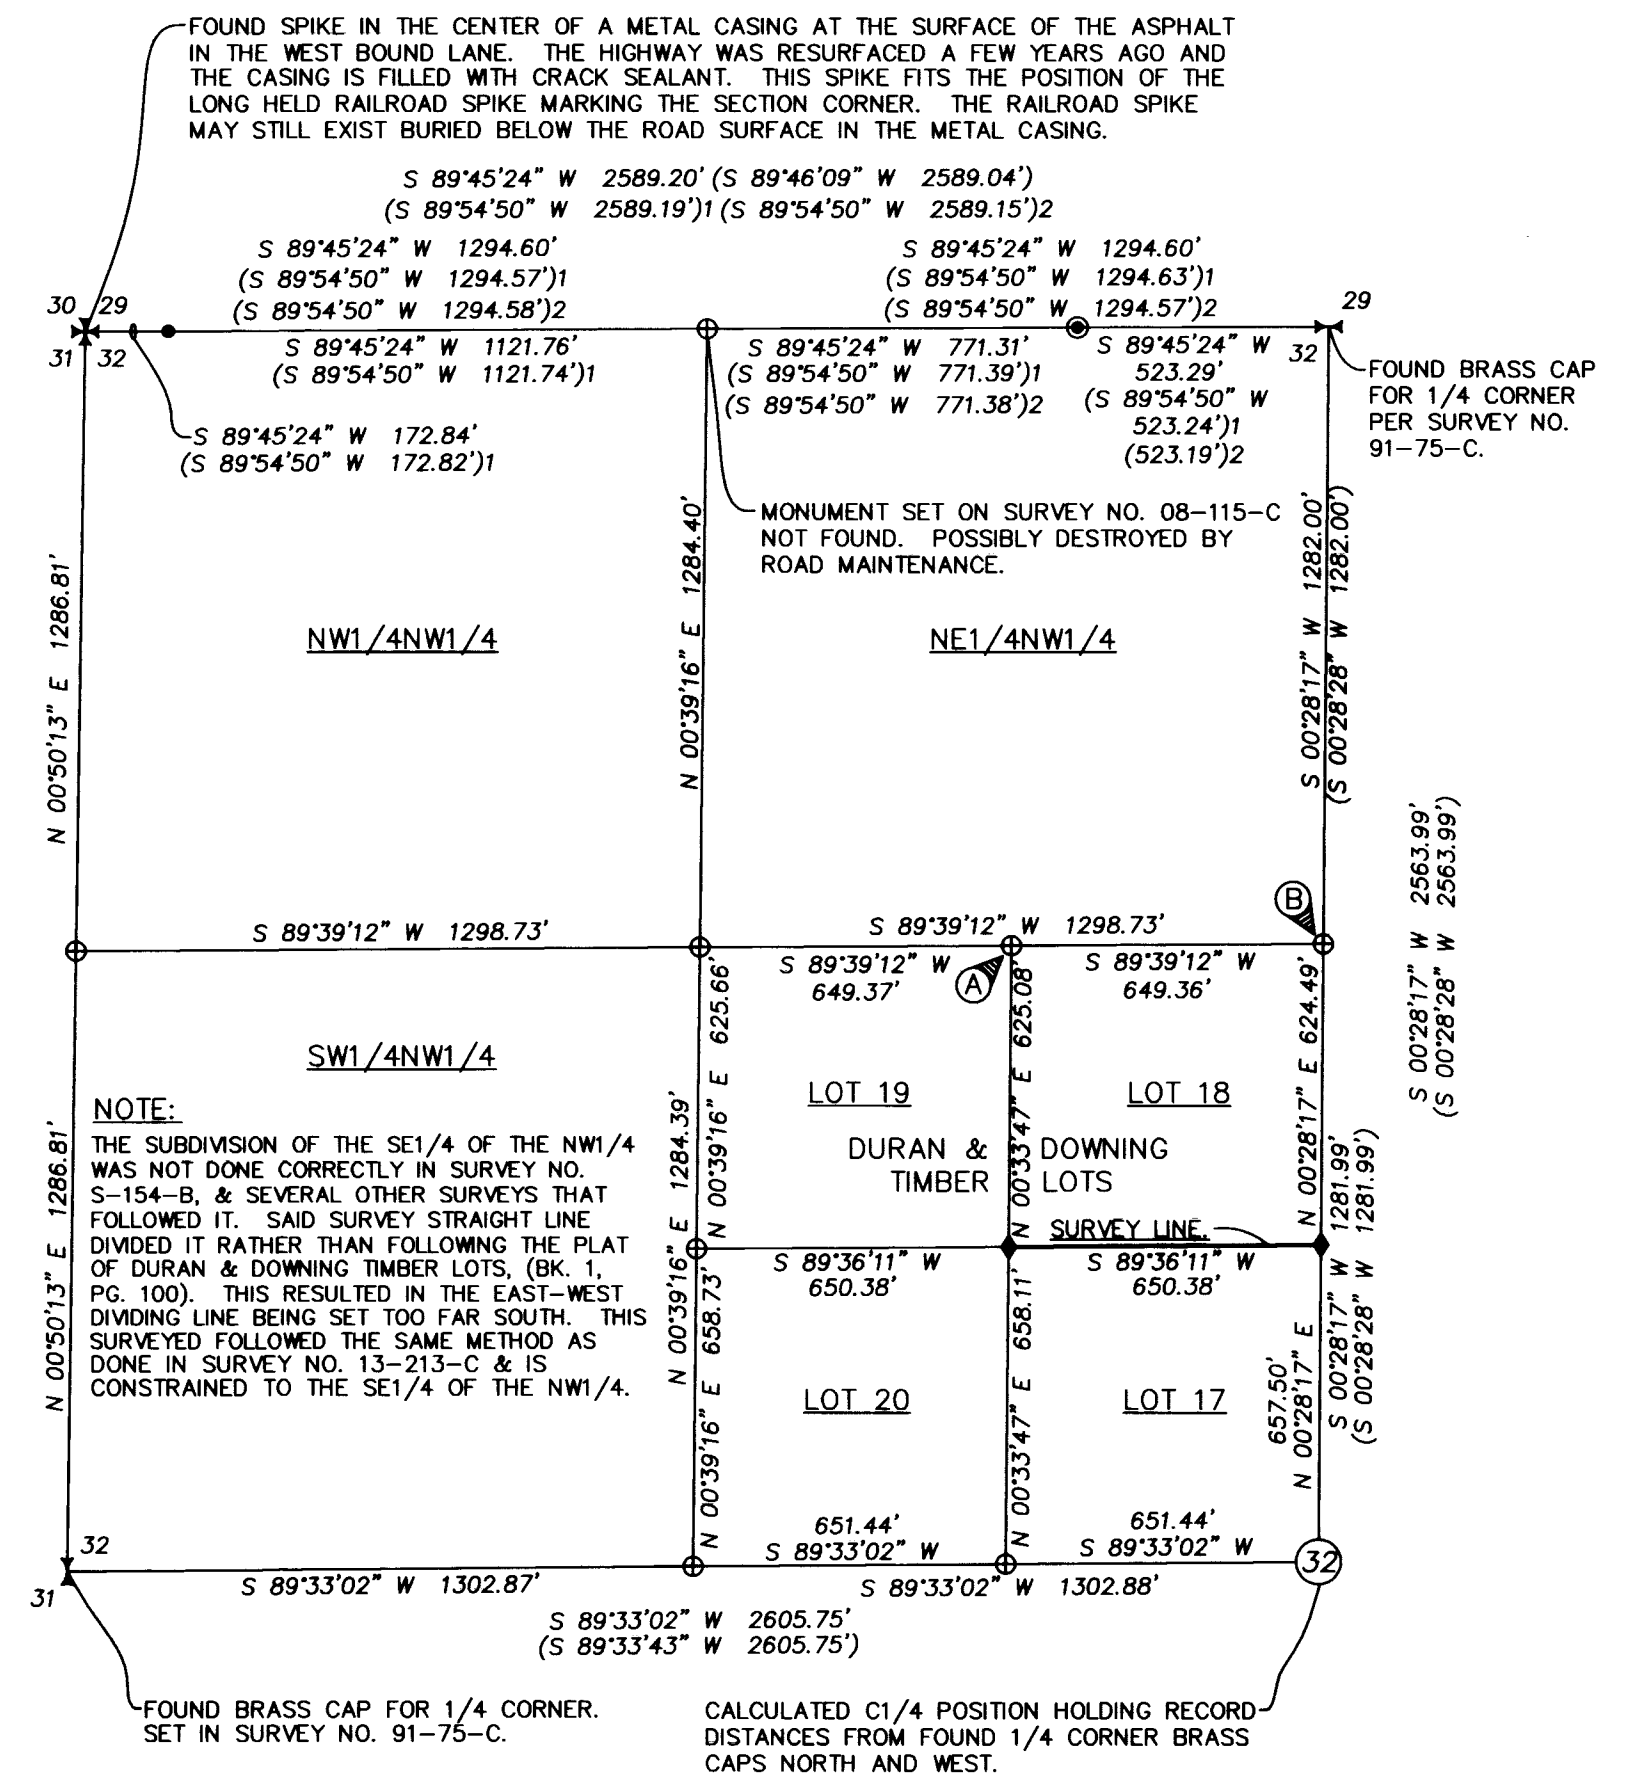 FOUND SPIKE IN THE CENTER OF A METAL CASING AT THE SURFACE OF THE ASPHALT
IN THE WEST BOUND LANE. THE HIGHWAY WAS RESURFACED A FEW YEARS AGO AND
THE CASING IS FILLED WITH CRACK SEALANT. THIS SPIKE FITS THE POSITION OF THE
LONG HELD RAILROAD SPIKE MARKING THE SECTION CORNER. THE RAILROAD SPIKE
MAY STILL EXIST BURIED BELOW THE ROAD SURFACE IN THE METAL CASING.
S 89°45'24" W 2589.20' (S 89°46'09" W 2589.04')
(S 89°54'50" W 2589.19')1 (S 89°54'50" W 2589.15')2
S 89°45'24" W 1294.60'
(S 89°54'50" W 1294.57')1
(S 89°54'50" W 1294.58')2
S 89°45'24" W 1294.60'
(S 89°54'50" W 1294.63')1
(S 89°54'50" W 1294.57')2
30 29
31 32
29
32
S 89°45'24" W 1121.76'
(S 89°54'50" W 1121.74')1
S 89°45'24" W 771.31'
(S 89°54'50" W 771.39')1
(S 89°54'50" W 771.38')2
S 89°45'24" W
523.29'
(S 89°54'50" W
523.24')1
(523.19')2
FOUND BRASS CAP
FOR 1/4 CORNER
PER SURVEY NO.
91-75-C.
S 89°45'24" W 172.84'
(S 89°54'50" W 172.82')1
MONUMENT SET ON SURVEY NO. 08-115-C
NOT FOUND. POSSIBLY DESTROYED BY
ROAD MAINTENANCE.
N 00°50'13" E 1286.81'
NW1/4NW1/4
N 00°39'16" E 1284.40'
NE1/4NW1/4
S 00°28'17" W 1282.00'
(S 00°28'28" W 1282.00')
S 00°28'17" W 2563.99'
(S 00°28'28" W 2563.99')
B
S 89°39'12" W 1298.73'
S 89°39'12" W 1298.73'
S 89°39'12" W
649.37'
A
S 89°39'12" W
649.36'
SW1/4NW1/4
N 00°39'16" E 625.66'
N 00°33'47" E 625.08'
N 00°28'17" E 624.49'
LOT 19
LOT 18
DURAN & DOWNING
TIMBER LOTS
NOTE:
THE SUBDIVISION OF THE SE1/4 OF THE NW1/4
WAS NOT DONE CORRECTLY IN SURVEY NO.
S-154-B, & SEVERAL OTHER SURVEYS THAT
FOLLOWED IT. SAID SURVEY STRAIGHT LINE
DIVIDED IT RATHER THAN FOLLOWING THE PLAT
OF DURAN & DOWNING TIMBER LOTS, (BK. 1,
PG. 100). THIS RESULTED IN THE EAST-WEST
DIVIDING LINE BEING SET TOO FAR SOUTH. THIS
SURVEYED FOLLOWED THE SAME METHOD AS
DONE IN SURVEY NO. 13-213-C & IS
CONSTRAINED TO THE SE1/4 OF THE NW1/4.
N 00°50'13" E 1286.81'
N 00°39'16" E 1284.39'
SURVEY LINE.
S 89°36'11" W
650.38'
S 89°36'11" W
650.38'
S 00°28'17" W 1281.99'
(S 00°28'28" W 1281.99')
N 00°39'16" E 658.73'
N 00°33'47" E 658.11'
657.50'
N 00°28'17" E
LOT 20
LOT 17
651.44'
S 89°33'02" W
651.44'
S 89°33'02" W
32
31
32
S 89°33'02" W 1302.87'
S 89°33'02" W 1302.88'
S 89°33'02" W 2605.75'
(S 89°33'43" W 2605.75')
FOUND BRASS CAP FOR 1/4 CORNER.
SET IN SURVEY NO. 91-75-C.
CALCULATED C1/4 POSITION HOLDING RECORD
DISTANCES FROM FOUND 1/4 CORNER BRASS
CAPS NORTH AND WEST.